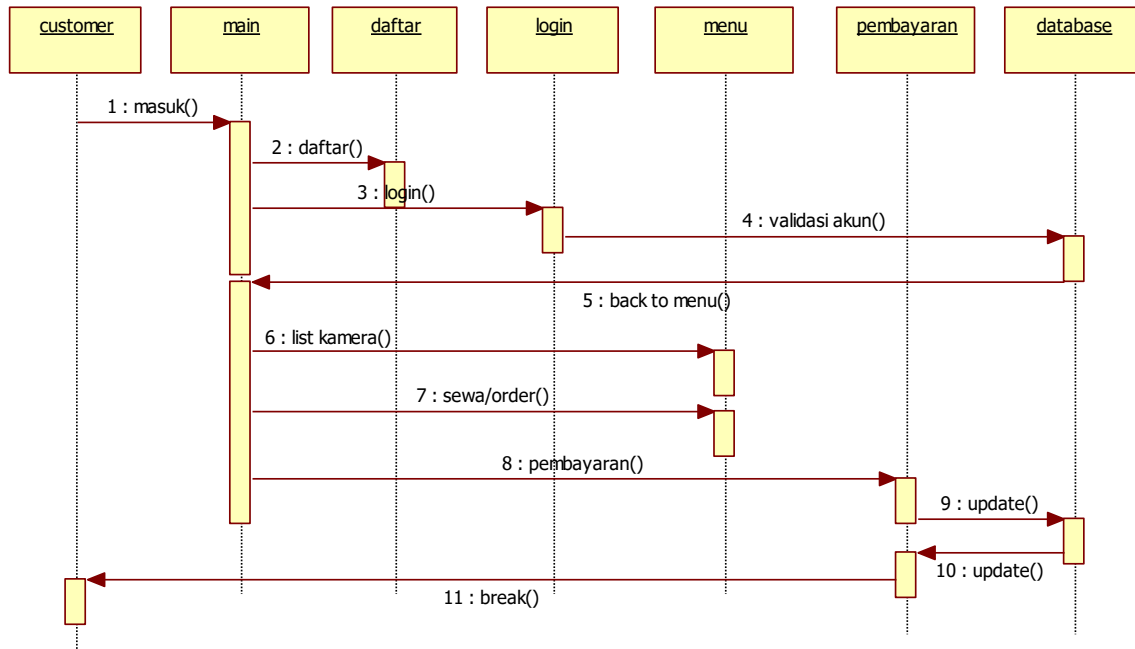 customer
main
daftar
login
menu
pembayaran
database
1 : masuk()
2 : daftar()
3 : login()
4 : validasi akun()
5 : back to menu()
6 : list kamera()
7 : sewa/order()
8 : pembayaran()
9 : update()
10 : update()
11 : break()